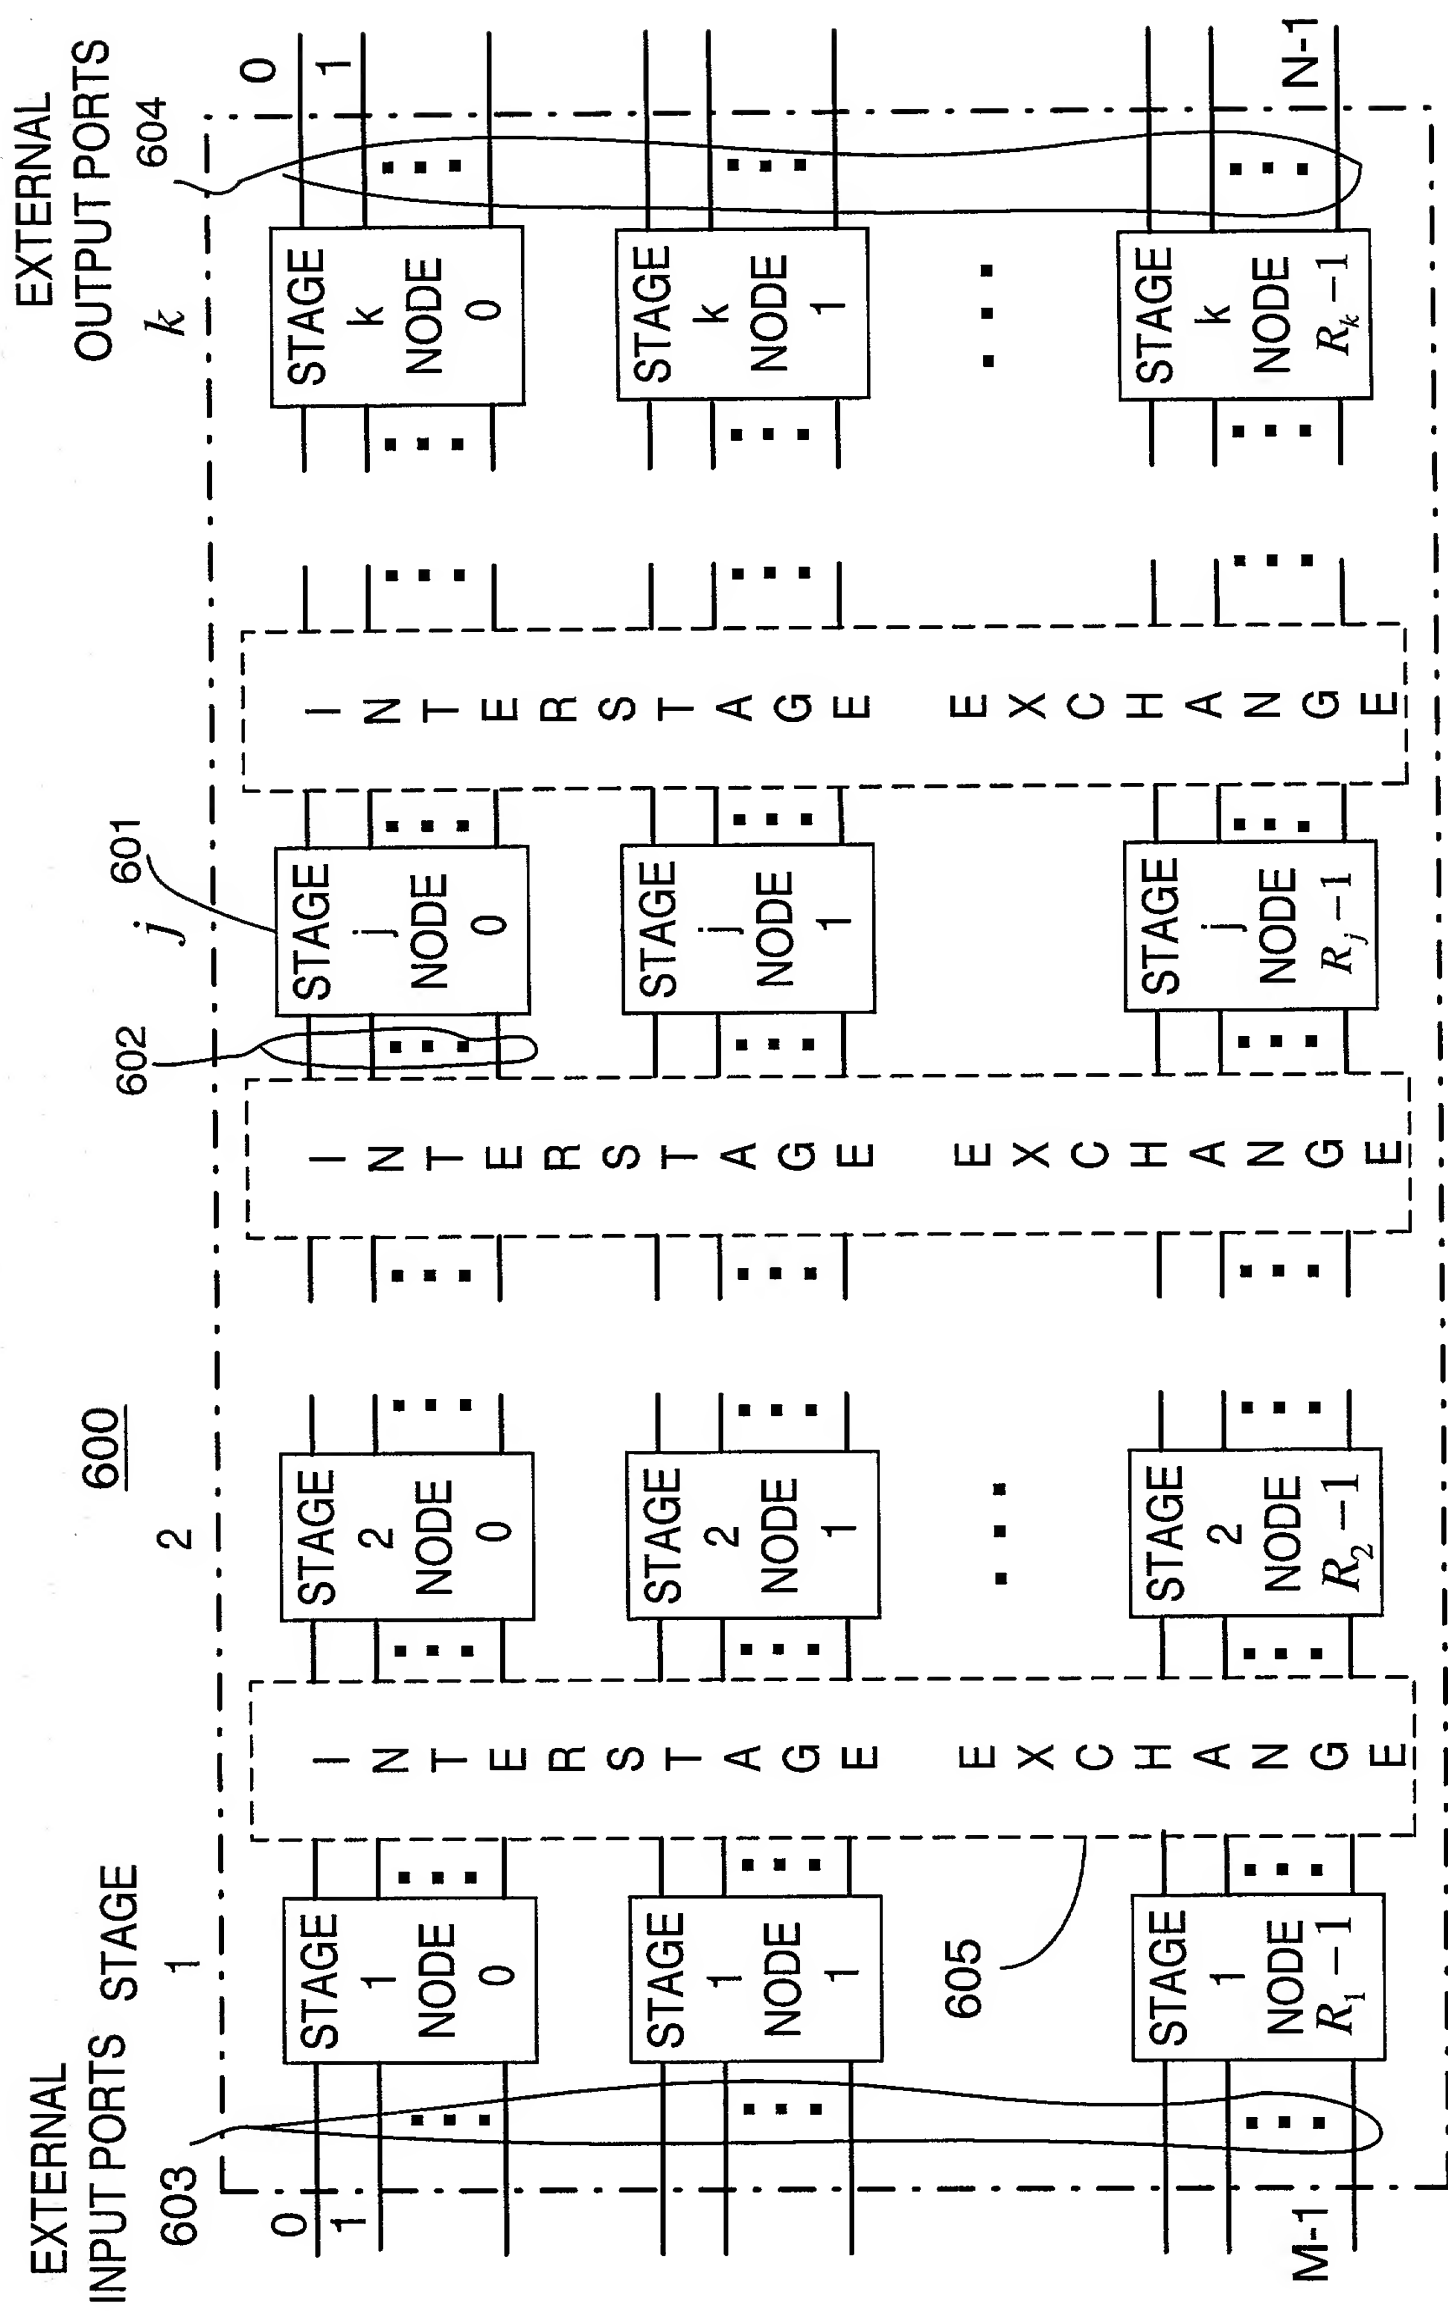 600
EXTERNAL
INPUT PORTS
STAGE
1
2
j
k
EXTERNAL
OUTPUT PORTS
603
602
601
604
605
0
1
M-1
0
1
N-1
STAGE
1
NODE
0
STAGE
1
NODE
1
STAGE
1
NODE
R₁−1
INTERSTAGE EXCHANGE
STAGE
2
NODE
0
STAGE
2
NODE
1
STAGE
2
NODE
R₂−1
INTERSTAGE EXCHANGE
STAGE
j
NODE
0
STAGE
j
NODE
1
STAGE
j
NODE
Rⱼ−1
INTERSTAGE EXCHANGE
STAGE
k
NODE
0
STAGE
k
NODE
1
STAGE
k
NODE
Rₖ−1